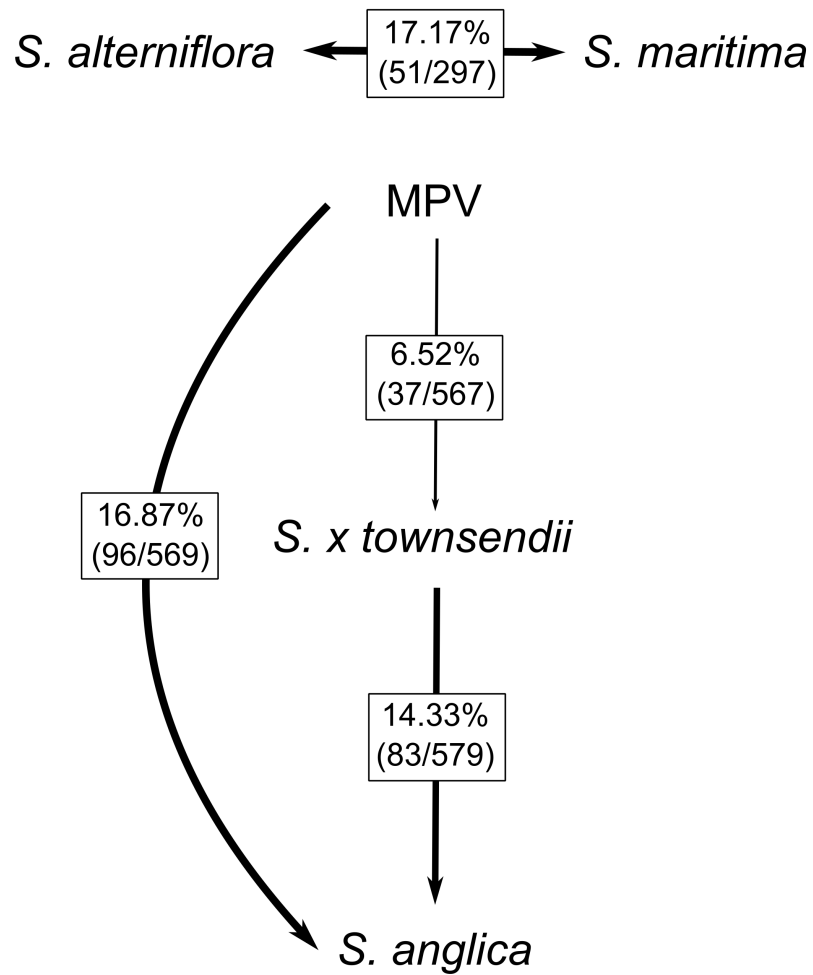 S. alterniflora
17.17%
(51/297)
S. maritima
MPV
6.52%
(37/567)
16.87%
(96/569)
S. x townsendii
14.33%
(83/579)
S. anglica